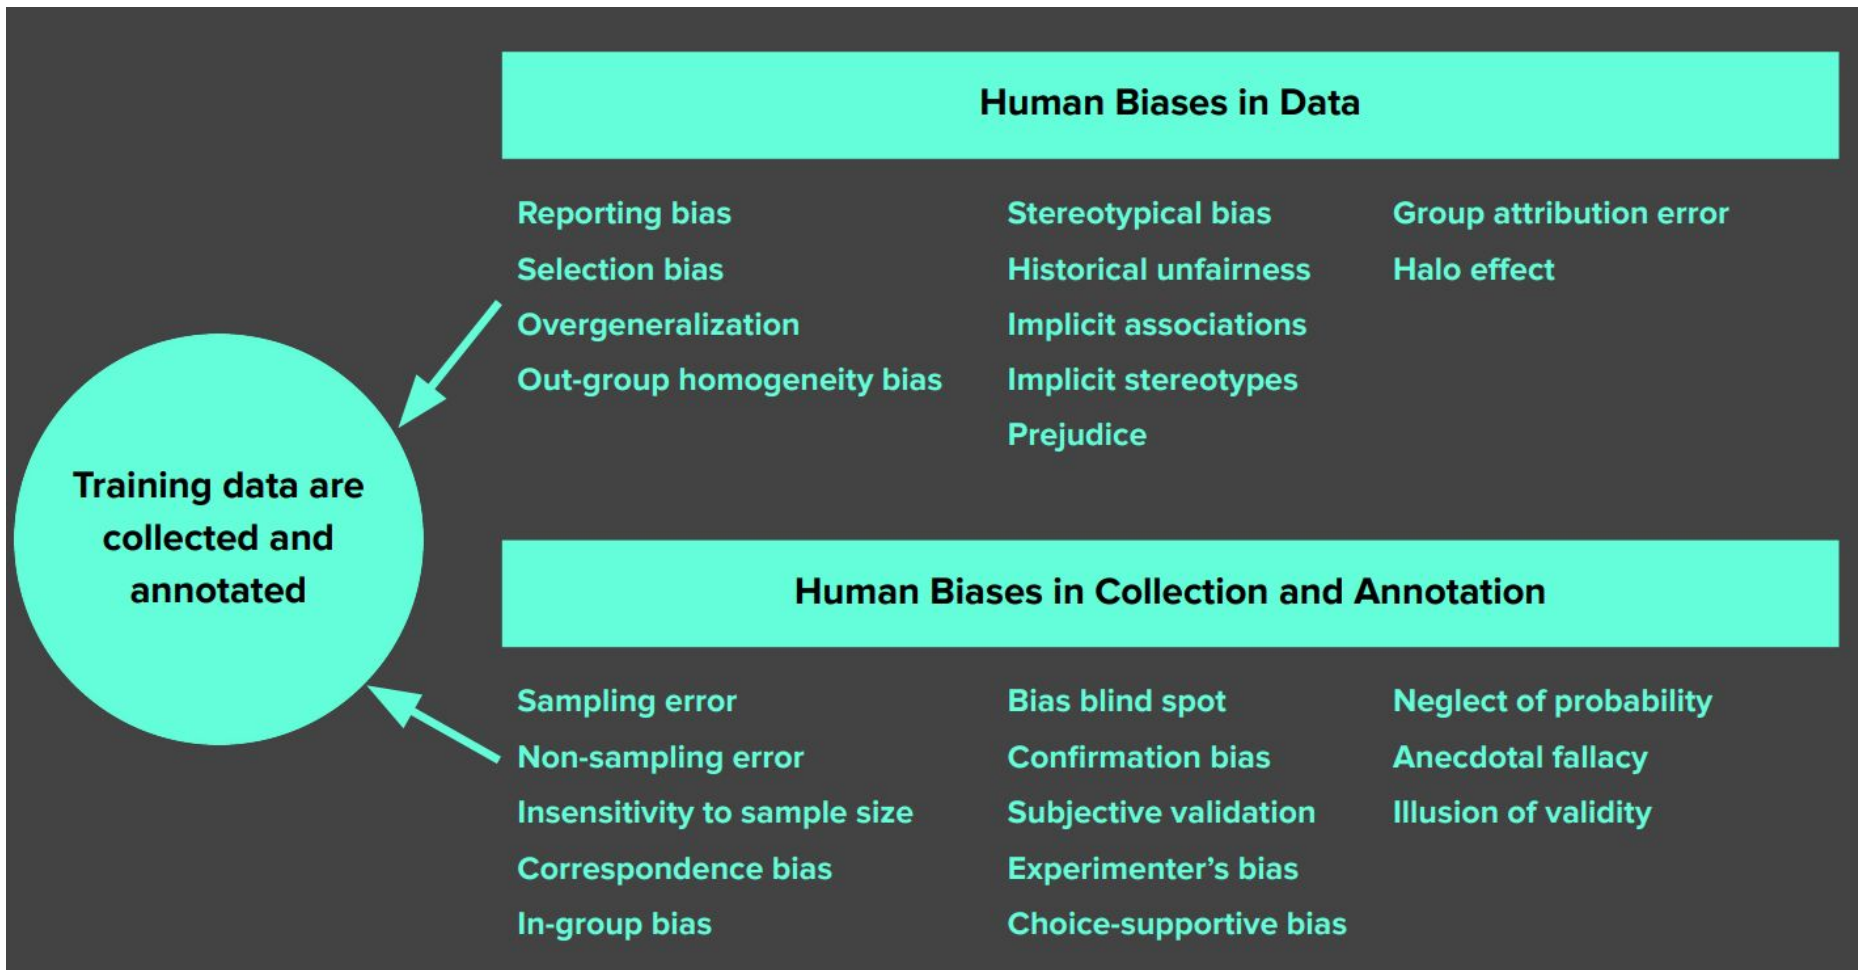 Human Biases in Data
Reporting bias
Selection bias
Overgeneralization
Out-group homogeneity bias
Stereotypical bias
Historical unfairness
Implicit associations
Implicit stereotypes
Prejudice
Group attribution error
Halo effect
Training data are
collected and
annotated
Human Biases in Collection and Annotation
Sampling error
Non-sampling error
Insensitivity to sample size
Correspondence bias
In-group bias
Bias blind spot
Confirmation bias
Subjective validation
Experimenter’s bias
Choice-supportive bias
Neglect of probability
Anecdotal fallacy
Illusion of validity